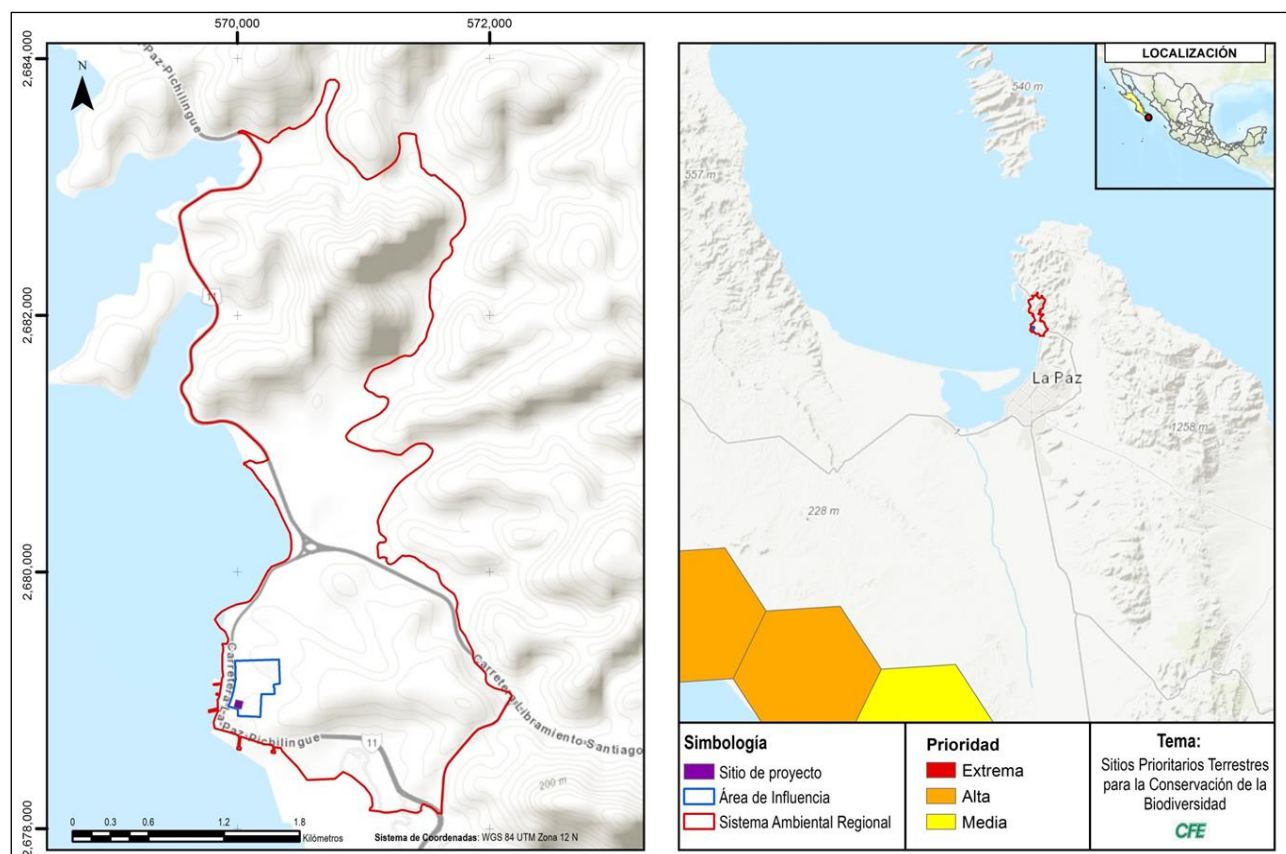 570,000
572,000
2,684,000
2,682,000
2,680,000
2,678,000
N
-Paz-Pichilingue
11
Carretera-La-Paz-Pichilingue
11
Carretera-Libramiento-Santiago
200 m
0 0.3 0.6 1.2 1.8
Kilómetros
Sistema de Coordenadas: WGS 84 UTM Zona 12 N
LOCALIZACIÓN
540 m
557 m
La Paz
1258 m
228 m
Simbología
Sitio de proyecto
Área de Influencia
Sistema Ambiental Regional
Prioridad
Extrema
Alta
Media
Tema:
Sitios Prioritarios Terrestres
para la Conservación de la
Biodiversidad
CFE